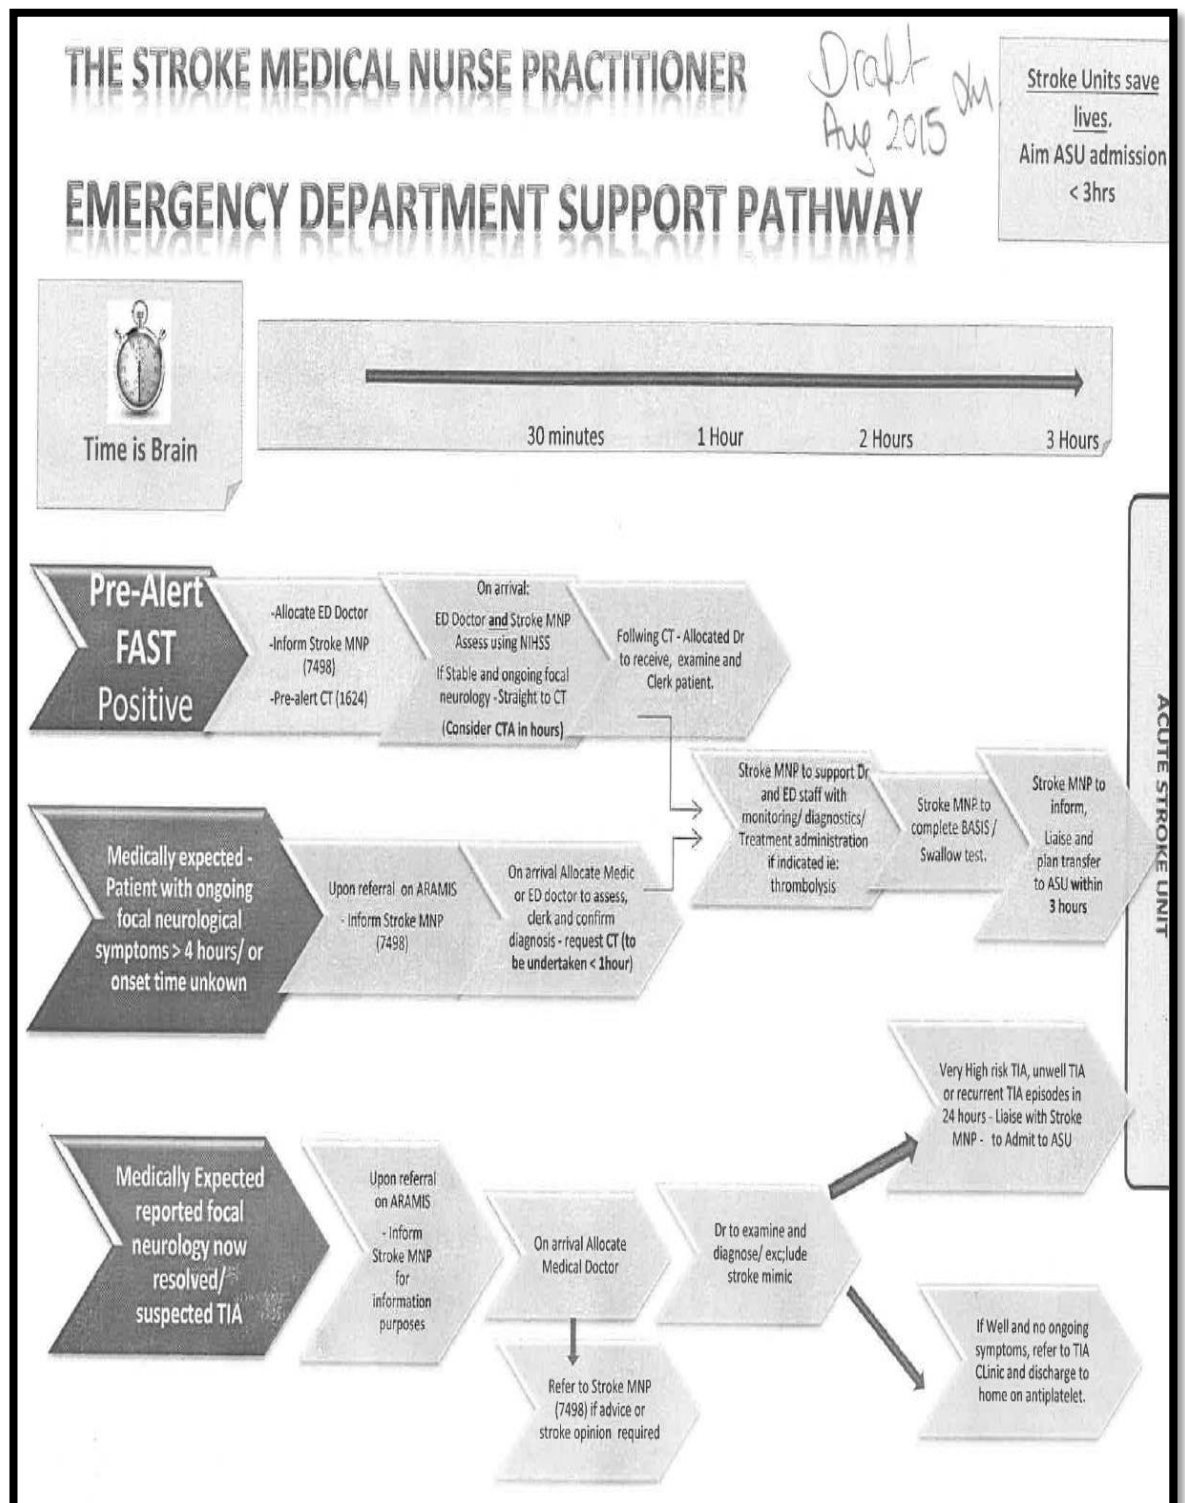 THE STROKE MEDICAL NURSE PRACTITIONER
Draft
Aug 2015
EMERGENCY DEPARTMENT SUPPORT PATHWAY
Stroke Units save
lives.
Aim ASU admission
< 3hrs
Time is Brain
30 minutes
1 Hour
2 Hours
3 Hours
Pre-Alert
FAST
Positive
-Allocate ED Doctor
-Inform Stroke MNP
(7498)
-Pre-alert CT (1624)
On arrival:
ED Doctor and Stroke MNP
Assess using NIHSS
If Stable and ongoing focal
neurology -Straight to CT
(Consider CTA in hours)
Follwing CT - Allocated Dr
to receive, examine and
Clerk patient.
Medically expected -
Patient with ongoing
focal neurological
symptoms > 4 hours/ or
onset time unkown
Upon referral on ARAMIS
- Inform Stroke MNP
(7498)
On arrival Allocate Medic
or ED doctor to assess,
clerk and confirm
diagnosis - request CT (to
be undertaken < 1hour)
Stroke MNP to support Dr
and ED staff with
monitoring/ diagnostics/
Treatment administration
if indicated ie:
thrombolysis
Stroke MNP to
complete BASIS /
Swallow test.
Stroke MNP to
inform,
Liaise and
plan transfer
to ASU within
3 hours
ACUTE STROKE UNIT
Medically Expected
reported focal
neurology now
resolved/
suspected TIA
Upon referral
on ARAMIS
- Inform
Stroke MNP
for
information
purposes
On arrival Allocate
Medical Doctor
Refer to Stroke MNP
(7498) if advice or
stroke opinion required
Dr to examine and
diagnose/ exc;lude
stroke mimic
Very High risk TIA, unwell TIA
or recurrent TIA episodes in
24 hours - Liaise with Stroke
MNP - to Admit to ASU
If Well and no ongoing
symptoms, refer to TIA
CLinic and discharge to
home on antiplatelet.